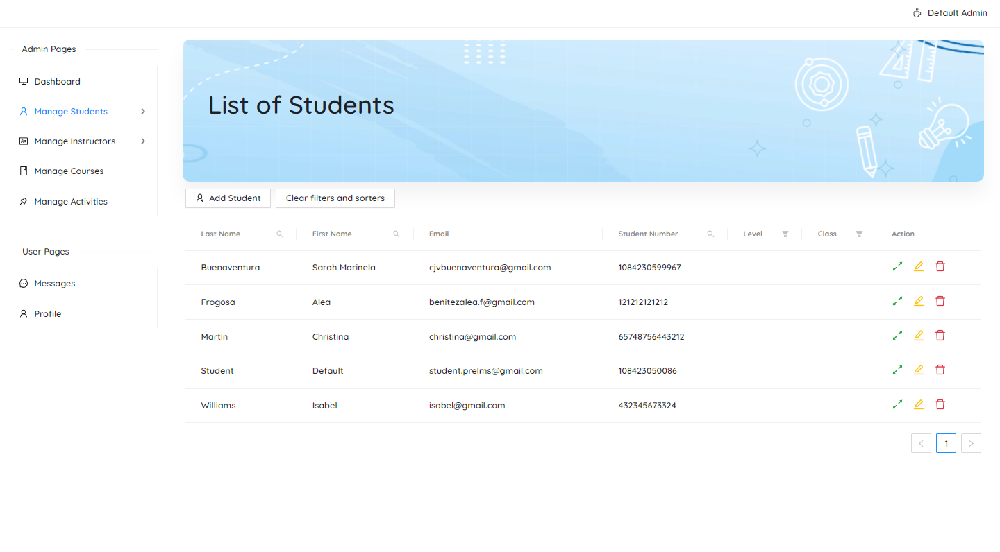 Default Admin
Admin Pages
Dashboard
Manage Students
Manage Instructors
Manage Courses
Manage Activities
User Pages
Messages
Profile
List of Students
Add Student Clear filters and sorters
Last Name First Name Email Student Number Level Class Action
Buenaventura Sarah Marinela cjvbuenaventura@gmail.com 1084230599967
Frogosa Alea benitezalea.f@gmail.com 121212121212
Martin Christina christina@gmail.com 65748756443212
Student Default student.prelms@gmail.com 108423050086
Williams Isabel isabel@gmail.com 432345673324
1